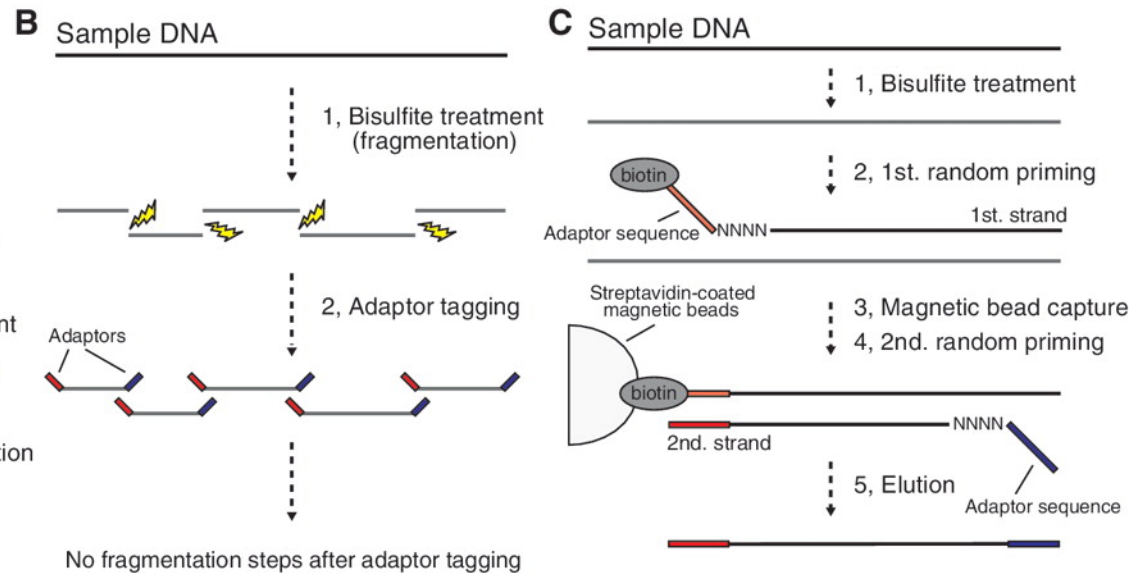 B
Sample DNA
1, Bisulfite treatment
(fragmentation)
2, Adaptor tagging
Adaptors
No fragmentation steps after adaptor tagging
C
Sample DNA
1, Bisulfite treatment
2, 1st. random priming
biotin
1st. strand
Adaptor sequence
NNNN
Streptavidin-coated
magnetic beads
3, Magnetic bead capture
4, 2nd. random priming
biotin
NNNN
2nd. strand
5, Elution
Adaptor sequence